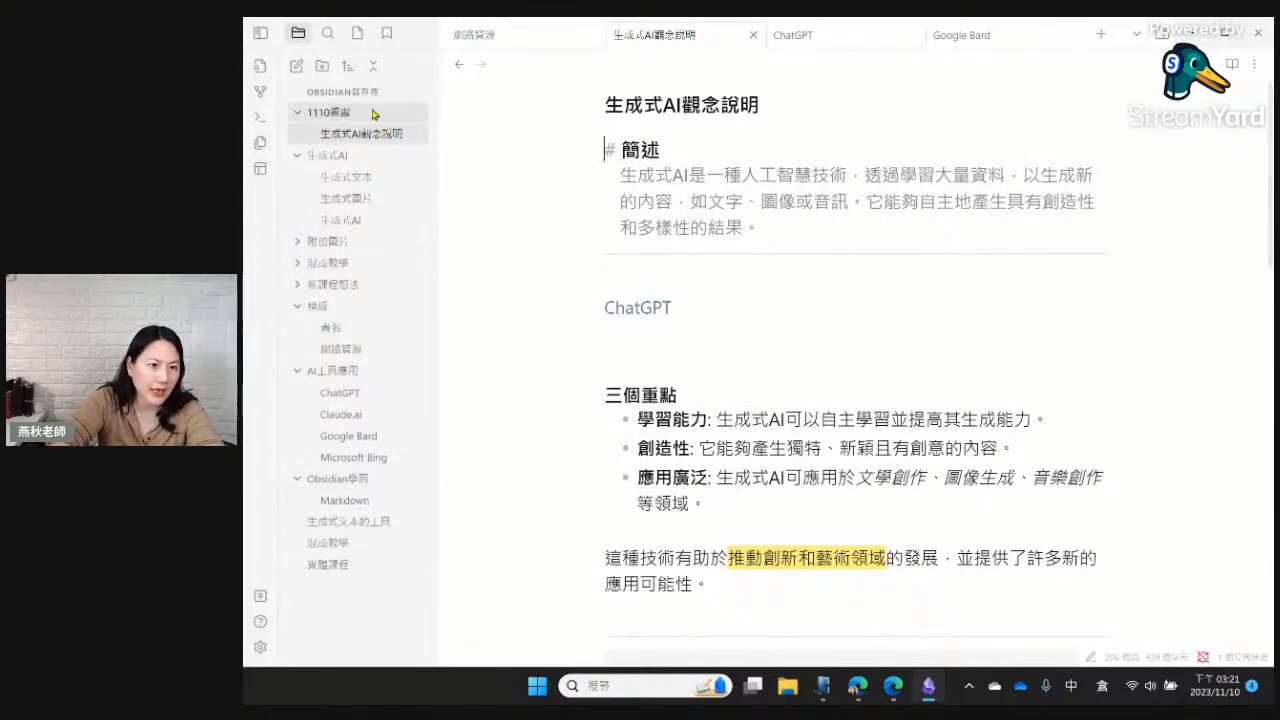 網路資源
生成式AI觀念說明
ChatGPT
Google Bard
Powered by
StreamYard
OBSIDIAN儲存庫
1110練習
生成式AI觀念說明
生成式AI
生成式文本
生成式圖片
生成式AI
附加圖片
混成教學
新課程想法
模版
書名
網路資源
AI工具應用
ChatGPT
Claude.ai
Google Bard
Microsoft Bing
Obsidian學習
Markdown
生成式文本的工具
混成教學
實體課程
生成式AI觀念說明
# 簡述
生成式AI是一種人工智慧技術，透過學習大量資料，以生成新
的內容，如文字、圖像或音訊。它能夠自主地產生具有創造性
和多樣性的結果。
ChatGPT
三個重點
學習能力: 生成式AI可以自主學習並提高其生成能力。
創造性: 它能夠產生獨特、新穎且有創意的內容。
應用廣泛: 生成式AI可應用於文學創作、圖像生成、音樂創作
等領域。
這種技術有助於推動創新和藝術領域的發展，並提供了許多新的
應用可能性。
燕秋老師
搜尋
中
下午 03:21
2023/11/10
4